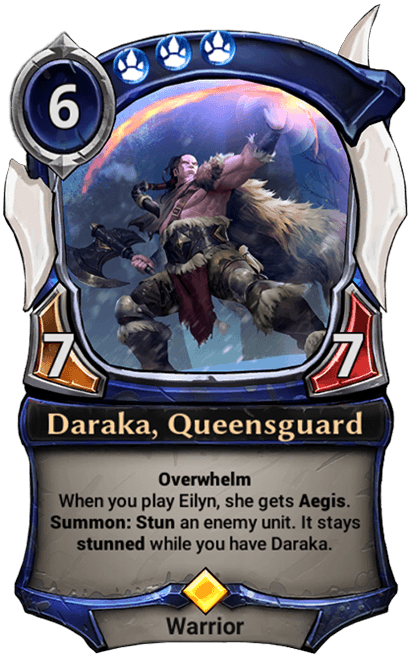 6
7
7
Daraka, Queensguard
Overwhelm
When you play Eilyn, she gets Aegis.
Summon: Stun an enemy unit. It stays
stunned while you have Daraka.
Warrior